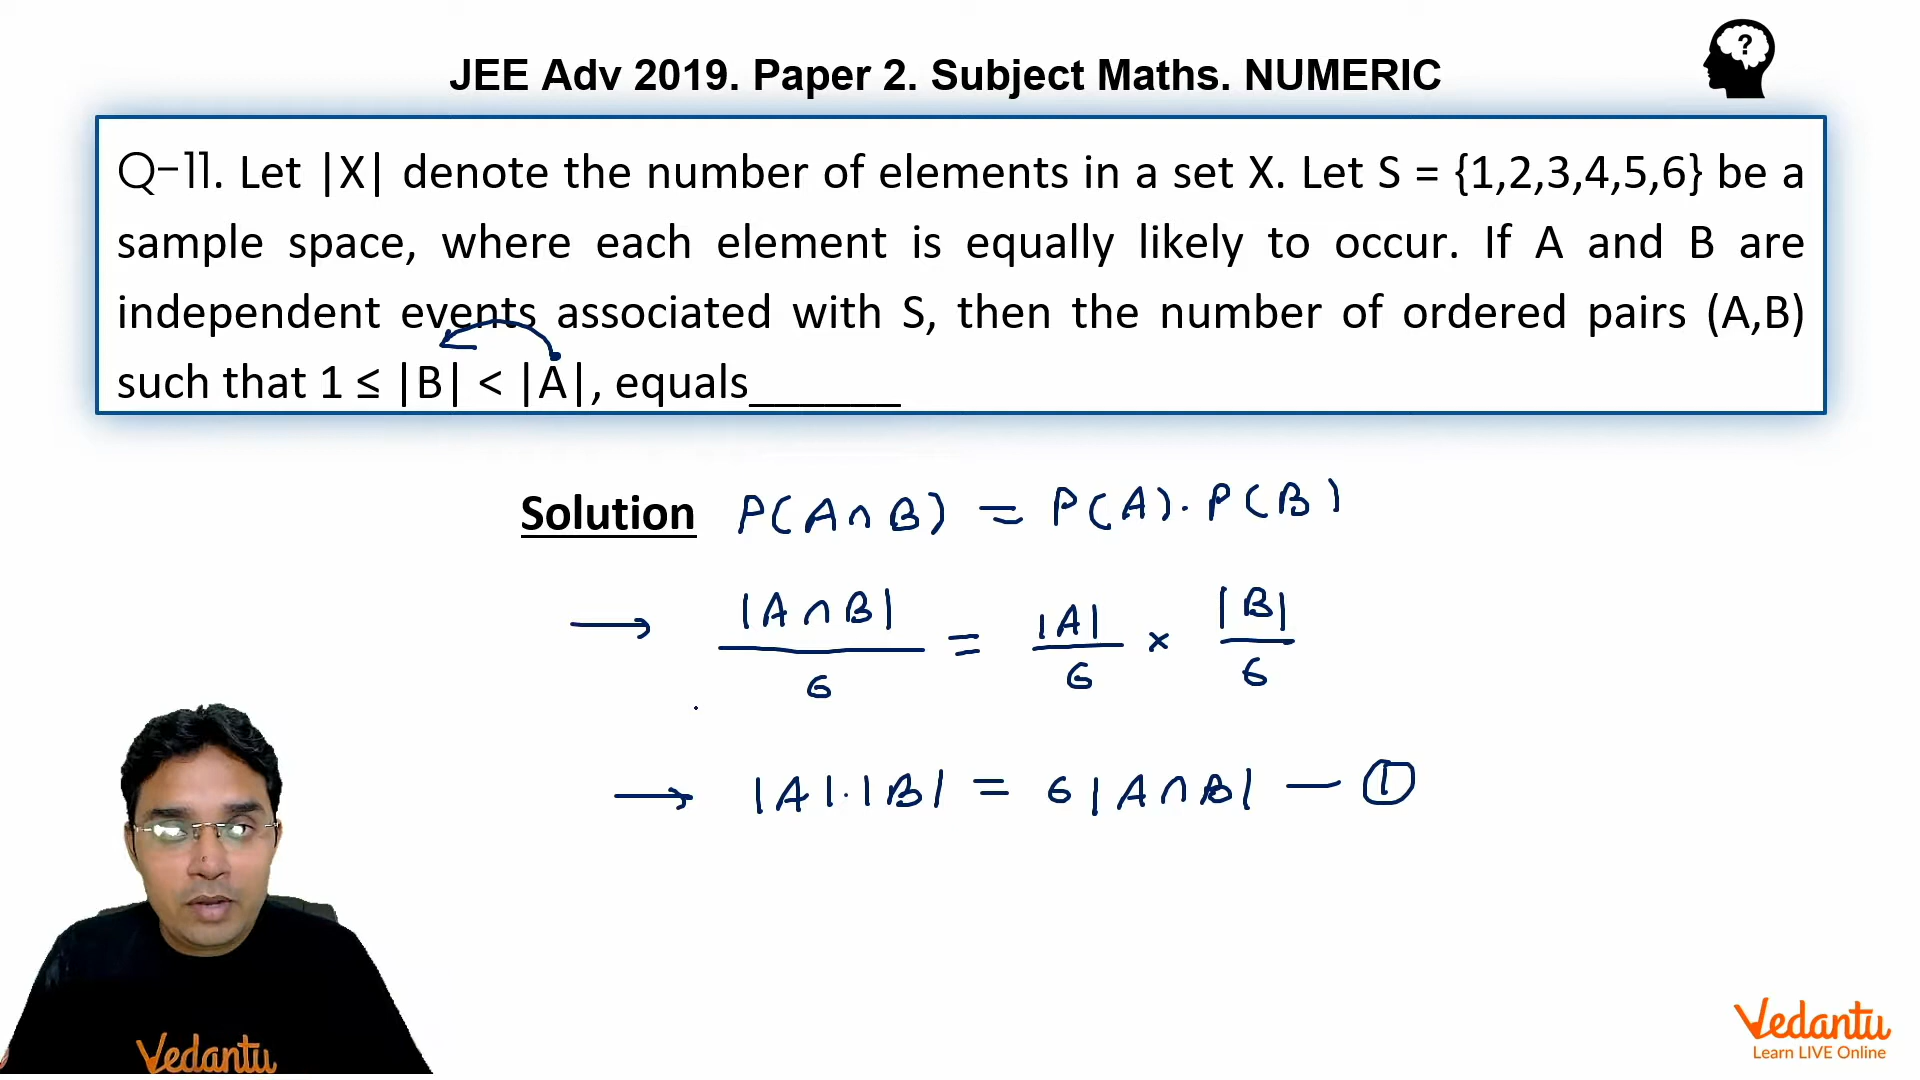 JEE Adv 2019. Paper 2. Subject Maths. NUMERIC
?
Q-11. Let |X| denote the number of elements in a set X. Let S = {1,2,3,4,5,6} be a
sample space, where each element is equally likely to occur. If A and B are
independent events associated with S, then the number of ordered pairs (A,B)
such that 1 ≤ |B| < |A|, equals______
Solution P(A∩B) = P(A).P(B)
→ |A∩B|/6 = |A|/6 × |B|/6
→ |A|.|B| = 6|A∩B| — ①
Vedantu
Vedantu
Learn LIVE Online